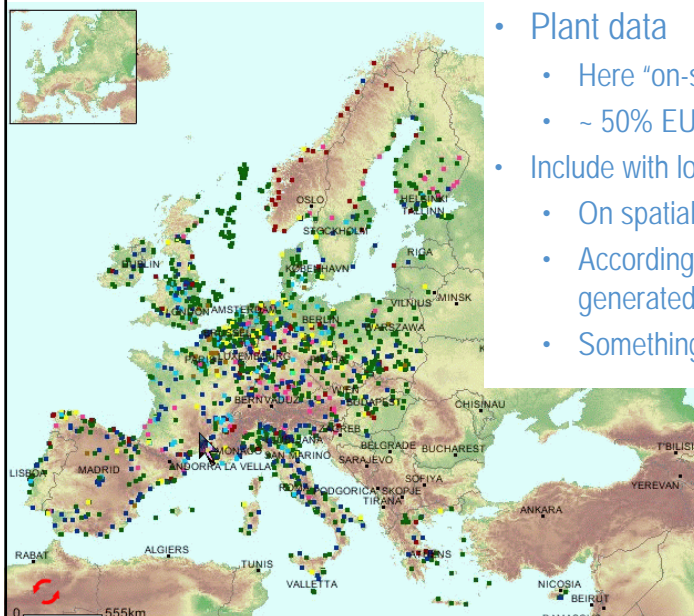 • Plant data
• Here "on-s
• ~ 50% EU
• Include with lo
• On spatial
• According
generated
• Something
OSLO
HELSINKI
TALLINN
STOCKHOLM
RIGA
DUBLIN
KØBENHAVN
VILNIUS
MINSK
LONDON
AMSTERDAM
BERLIN
WARSZAWA
PARIS
LUXEMBOURG
PRAHA
WIEN
BERN
VADUZ
BUDAPEST
CHISINAU
ZAGREB
MONACO
SAN MARINO
BELGRADE
BUCHAREST
SARAJEVO
ANDORRA LA VELLA
LISBOA
MADRID
SOFIYA
T'BILISI
ROMA
PODGORICA
SKOPJE
TIRANA
YEREVAN
ANKARA
ATHENS
RABAT
ALGIERS
TUNIS
VALLETTA
NICOSIA
BEIRUT
0
555km